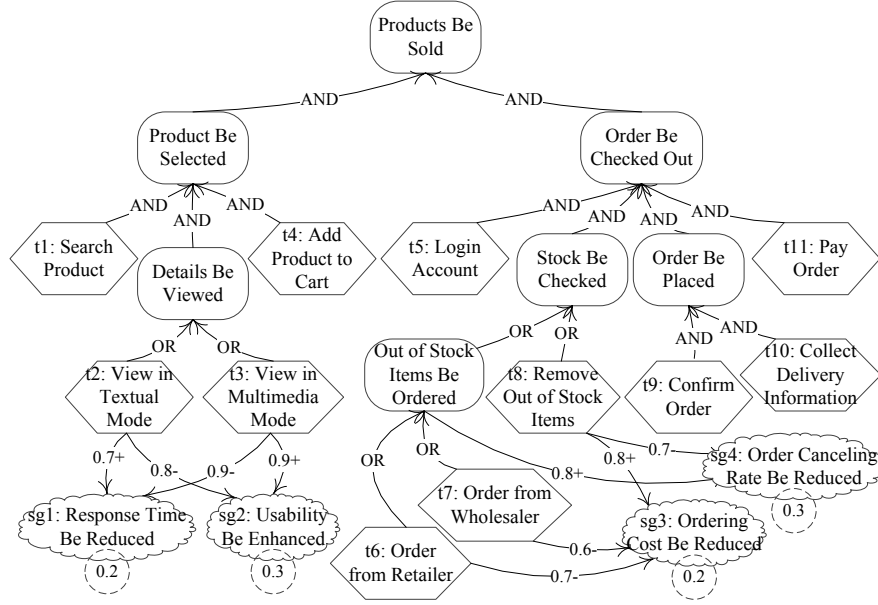 Products Be
Sold
AND
AND
Product Be
Selected
Order Be
Checked Out
AND
AND
AND
AND
AND
AND
AND
t1: Search
Product
Details Be
Viewed
t4: Add
Product to
Cart
t5: Login
Account
Stock Be
Checked
Order Be
Placed
t11: Pay
Order
OR
OR
OR
OR
AND
AND
t2: View in
Textual
Mode
t3: View in
Multimedia
Mode
Out of Stock
Items Be
Ordered
t8: Remove
Out of Stock
Items
t9: Confirm
Order
t10: Collect
Delivery
Information
0.7+
0.8-
0.9-
0.9+
OR
OR
0.8+
0.8+
0.7-
sg1: Response Time
Be Reduced
0.2
sg2: Usability
Be Enhanced
0.3
t7: Order from
Wholesaler
t6: Order
from Retailer
0.6-
0.7-
sg3: Ordering
Cost Be Reduced
0.2
sg4: Order Canceling
Rate Be Reduced
0.3